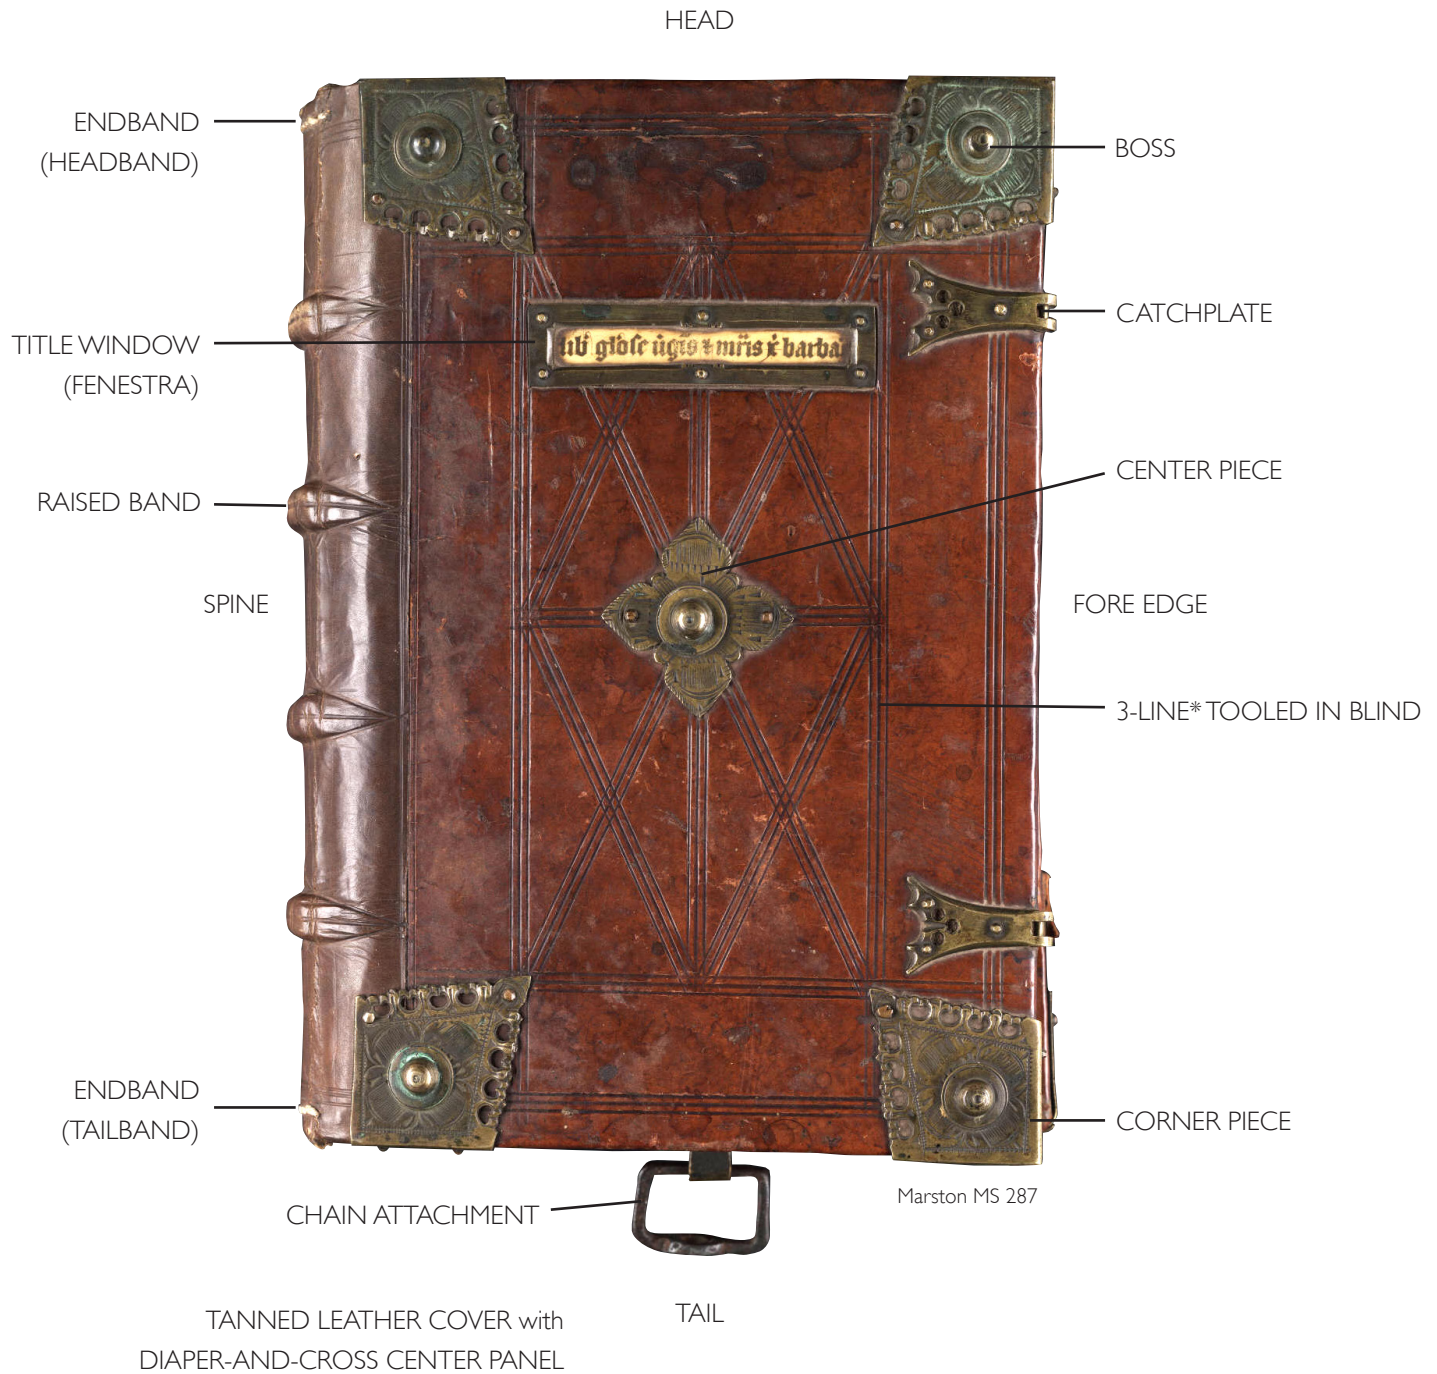 HEAD
ENDBAND
(HEADBAND)
BOSS
CATCHPLATE
TITLE WINDOW
(FENESTRA)
glose
barbar
CENTER PIECE
RAISED BAND
SPINE
FORE EDGE
3-LINE* TOOLED IN BLIND
ENDBAND
(TAILBAND)
CORNER PIECE
Marston MS 287
CHAIN ATTACHMENT
TAIL
TANNED LEATHER COVER with
DIAPER-AND-CROSS CENTER PANEL